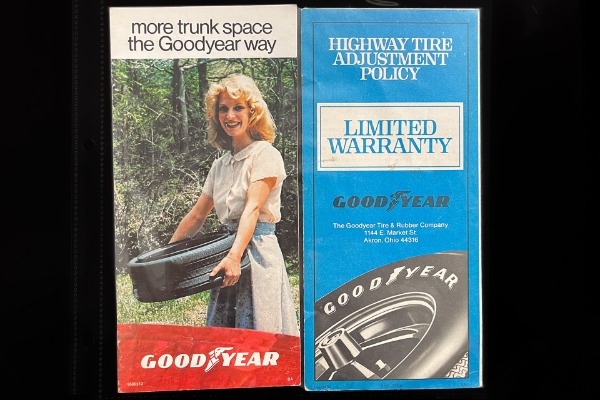 more trunk space
the Goodyear way
GOODYEAR
HIGHWAY TIRE
ADJUSTMENT
POLICY
LIMITED
WARRANTY
GOODYEAR
The Goodyear Tire & Rubber Company
1144 E. Market St.
Akron, Ohio 44316
GOODYEAR